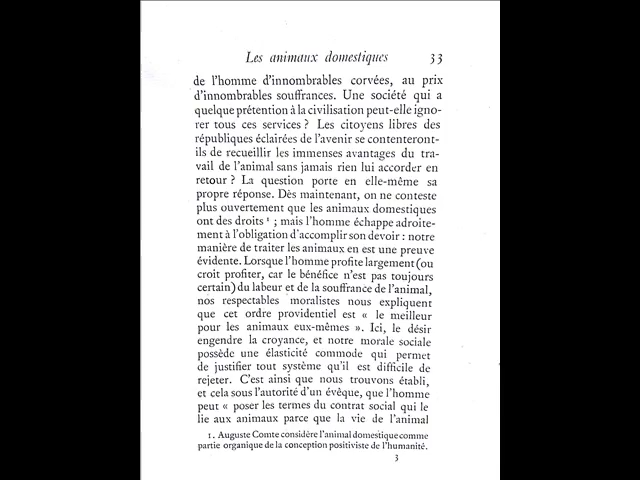 Les animaux domestiques 33
de l'homme d'innombrables corvées, au prix
d'innombrables souffrances. Une société qui a
quelque prétention à la civilisation peut-elle igno-
rer tous ces services ? Les citoyens libres des
républiques éclairées de l'avenir se contenteront-
ils de recueillir les immenses avantages du tra-
vail de l'animal sans jamais rien lui accorder en
retour ? La question porte en elle-même sa
propre réponse. Dès maintenant, on ne conteste
plus ouvertement que les animaux domestiques
ont des droits ¹ ; mais l'homme échappe adroite-
ment à l'obligation d'accomplir son devoir : notre
manière de traiter les animaux en est une preuve
évidente. Lorsque l'homme profite largement (ou
croit profiter, car le bénéfice n'est pas toujours
certain) du labeur et de la souffrance de l'animal,
nos respectables moralistes nous expliquent
que cet ordre providentiel est « le meilleur
pour les animaux eux-mêmes ». Ici, le désir
engendre la croyance, et notre morale sociale
possède une élasticité commode qui permet
de justifier tout système qu'il est difficile de
rejeter. C'est ainsi que nous trouvons établi,
et cela sous l'autorité d'un évêque, que l'homme
peut « poser les termes du contrat social qui le
lie aux animaux parce que la vie de l'animal
1. Auguste Comte considère l'animal domestique comme
partie organique de la conception positiviste de l'humanité.
3